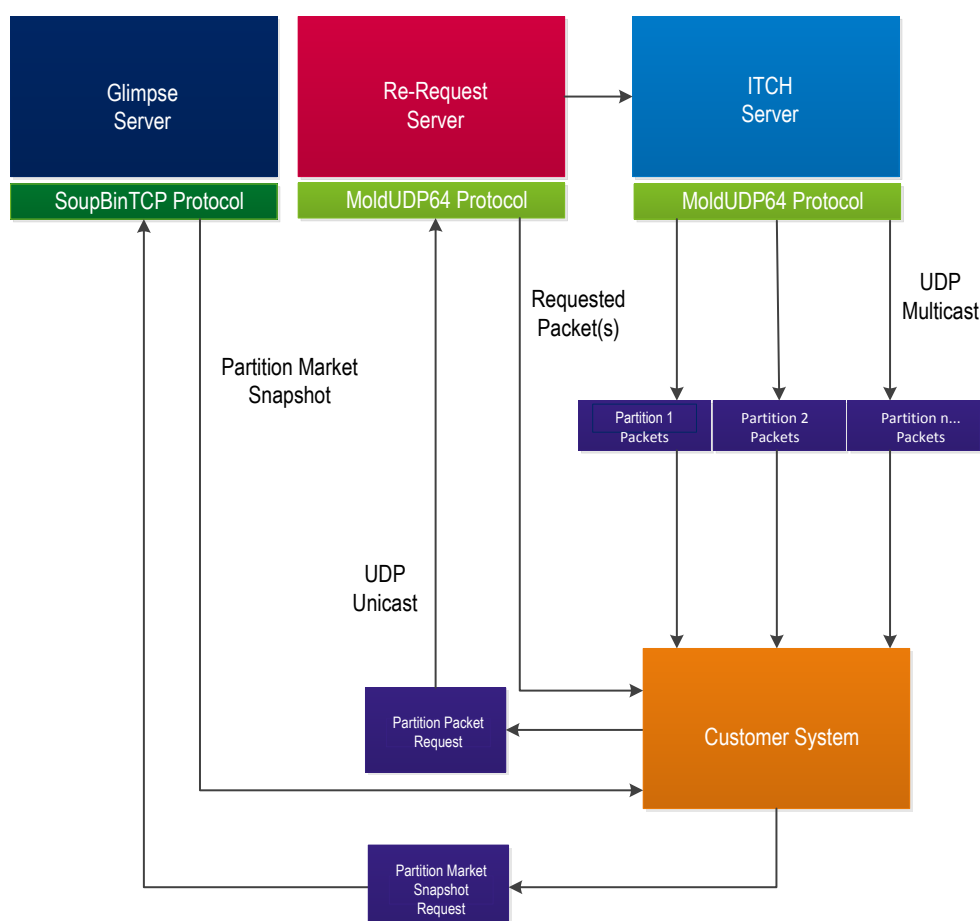 Glimpse
Server
Re-Request
Server
ITCH
Server
SoupBinTCP Protocol
MoldUDP64 Protocol
MoldUDP64 Protocol
UDP
Multicast
Requested
Packet(s)
Partition Market
Snapshot
Partition 1
Packets
Partition 2
Packets
Partition n...
Packets
UDP
Unicast
Partition Packet
Request
Customer System
Partition Market
Snapshot
Request